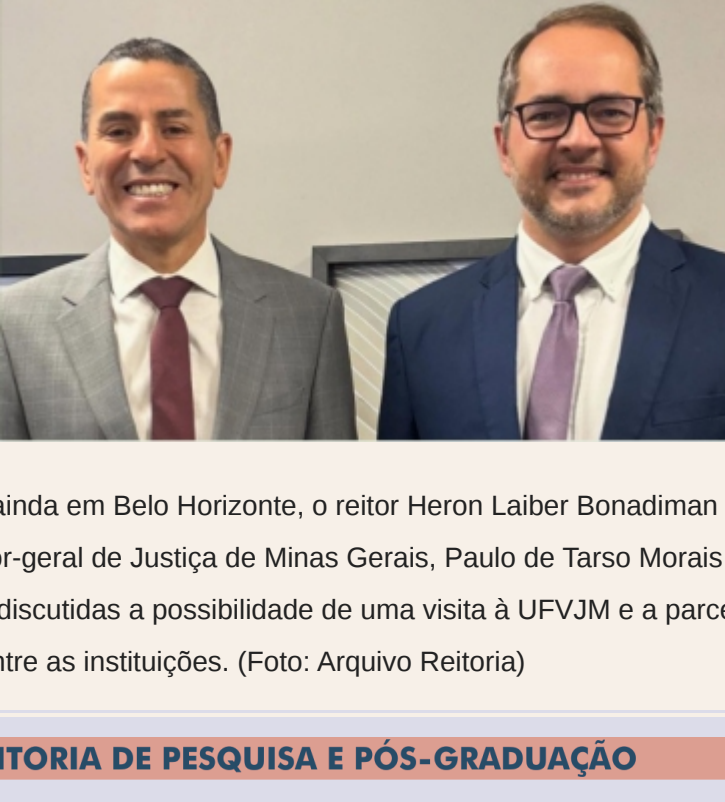 ainda em Belo Horizonte, o reitor Heron Laiber Bonadiman
or-geral de Justiça de Minas Gerais, Paulo de Tarso Morais
discutidas a possibilidade de uma visita à UFVJM e a parce
ntre as instituições. (Foto: Arquivo Reitoria)
ITORIA DE PESQUISA E PÓS-GRADUAÇÃO